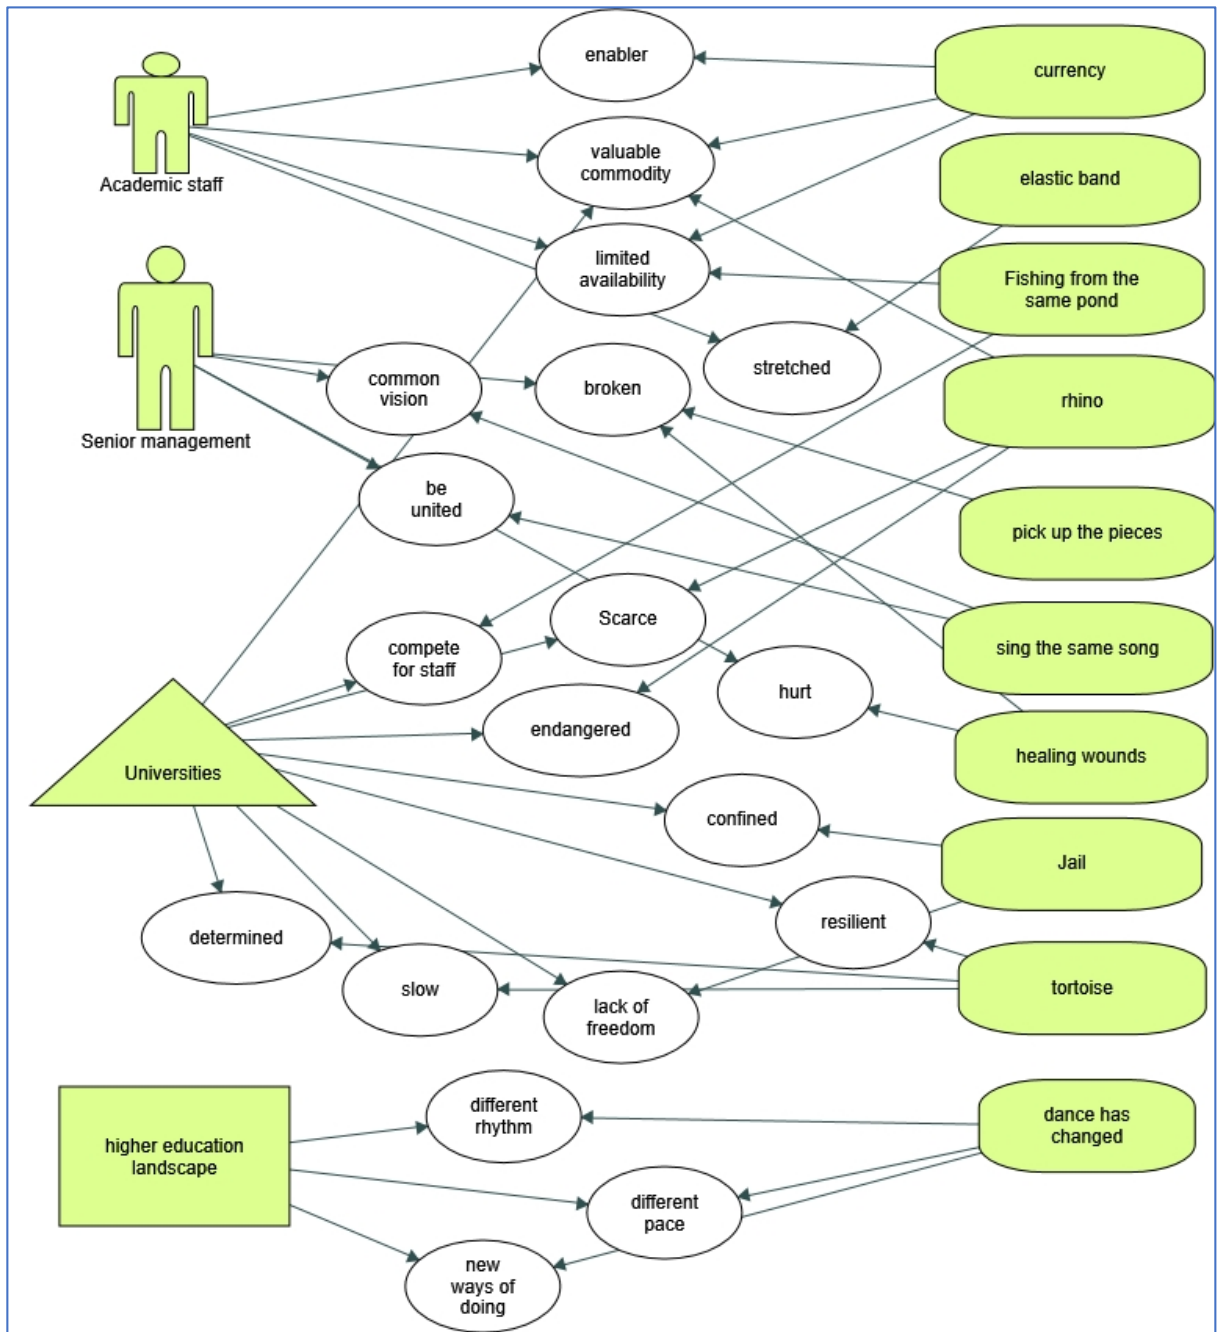 enabler
currency
Academic staff
valuable
commodity
elastic band
limited
availability
Fishing from the
same pond
Senior management
common
vision
broken
stretched
rhino
be
united
pick up the pieces
compete
for staff
Scarce
sing the same song
hurt
Universities
endangered
healing wounds
confined
Jail
determined
resilient
slow
lack of
freedom
tortoise
higher education
landscape
different
rhythm
dance has
changed
different
pace
new
ways of
doing